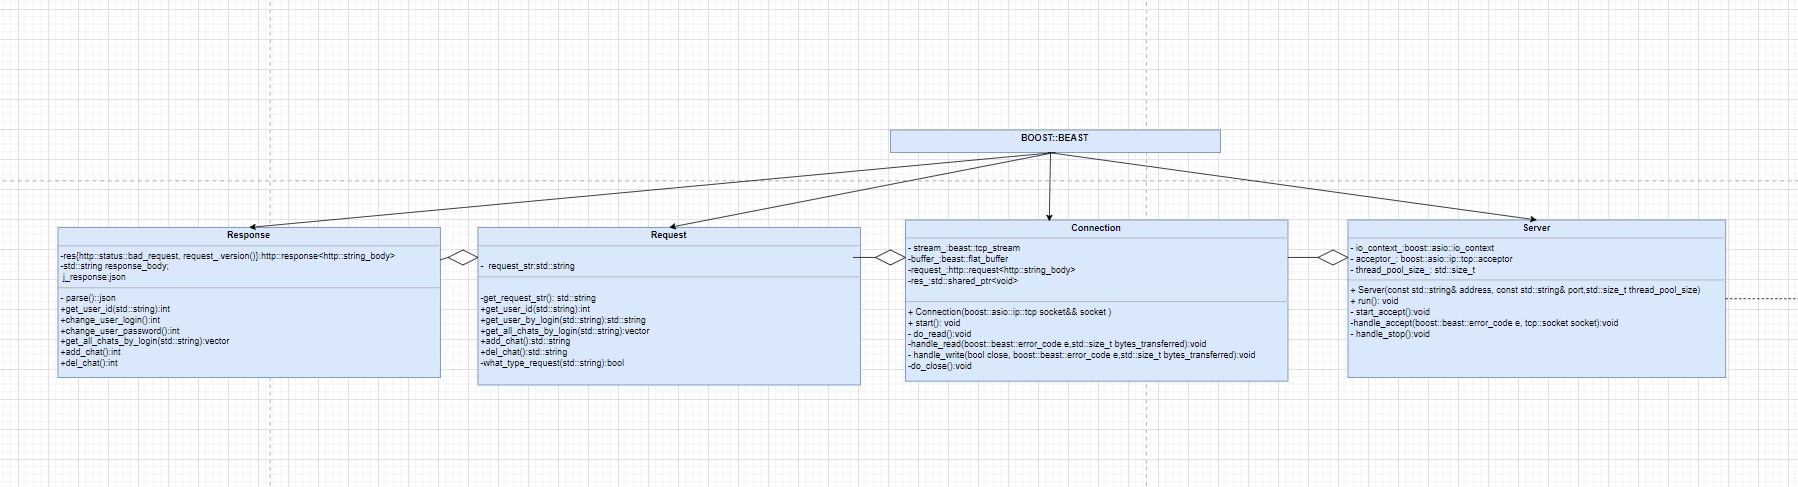 BOOST::BEAST
Response
-res{http::status::bad_request, request_.version()}:http::response<http::string_body>
-std::string response_body;
j_response:json
- parse()::json
+get_user_id(std::string):int
+change_user_login():int
+change_user_password():int
+get_all_chats_by_login(std::string):vector
+add_chat():int
+del_chat():int
Request
- request_str:std::string
-get_request_str(): std::string
+get_user_id(std::string):int
+get_user_by_login(std::string):std::string
+get_all_chats_by_login(std::string):vector
+add_chat():std::string
+del_chat():std::string
-what_type_request(std::string):bool
Connection
- stream_:beast::tcp_stream
-buffer_:beast::flat_buffer
-request_:http::request<http::string_body>
-res_:std::shared_ptr<void>
+ Connection(boost::asio::ip::tcp socket&& socket )
+ start(): void
- do_read():void
-handle_read(boost::beast::error_code e,std::size_t bytes_transferred):void
- handle_write(bool close, boost::beast::error_code e,std::size_t bytes_transferred):void
-do_close():void
Server
- io_context_:boost::asio::io_context
- acceptor_: boost::asio::ip::tcp::acceptor
- thread_pool_size_: std::size_t
+ Server(const std::string& address, const std::string& port,std::size_t thread_pool_size)
+ run(): void
- start_accept():void
-handle_accept(boost::beast::error_code e, tcp::socket socket):void
- handle_stop():void